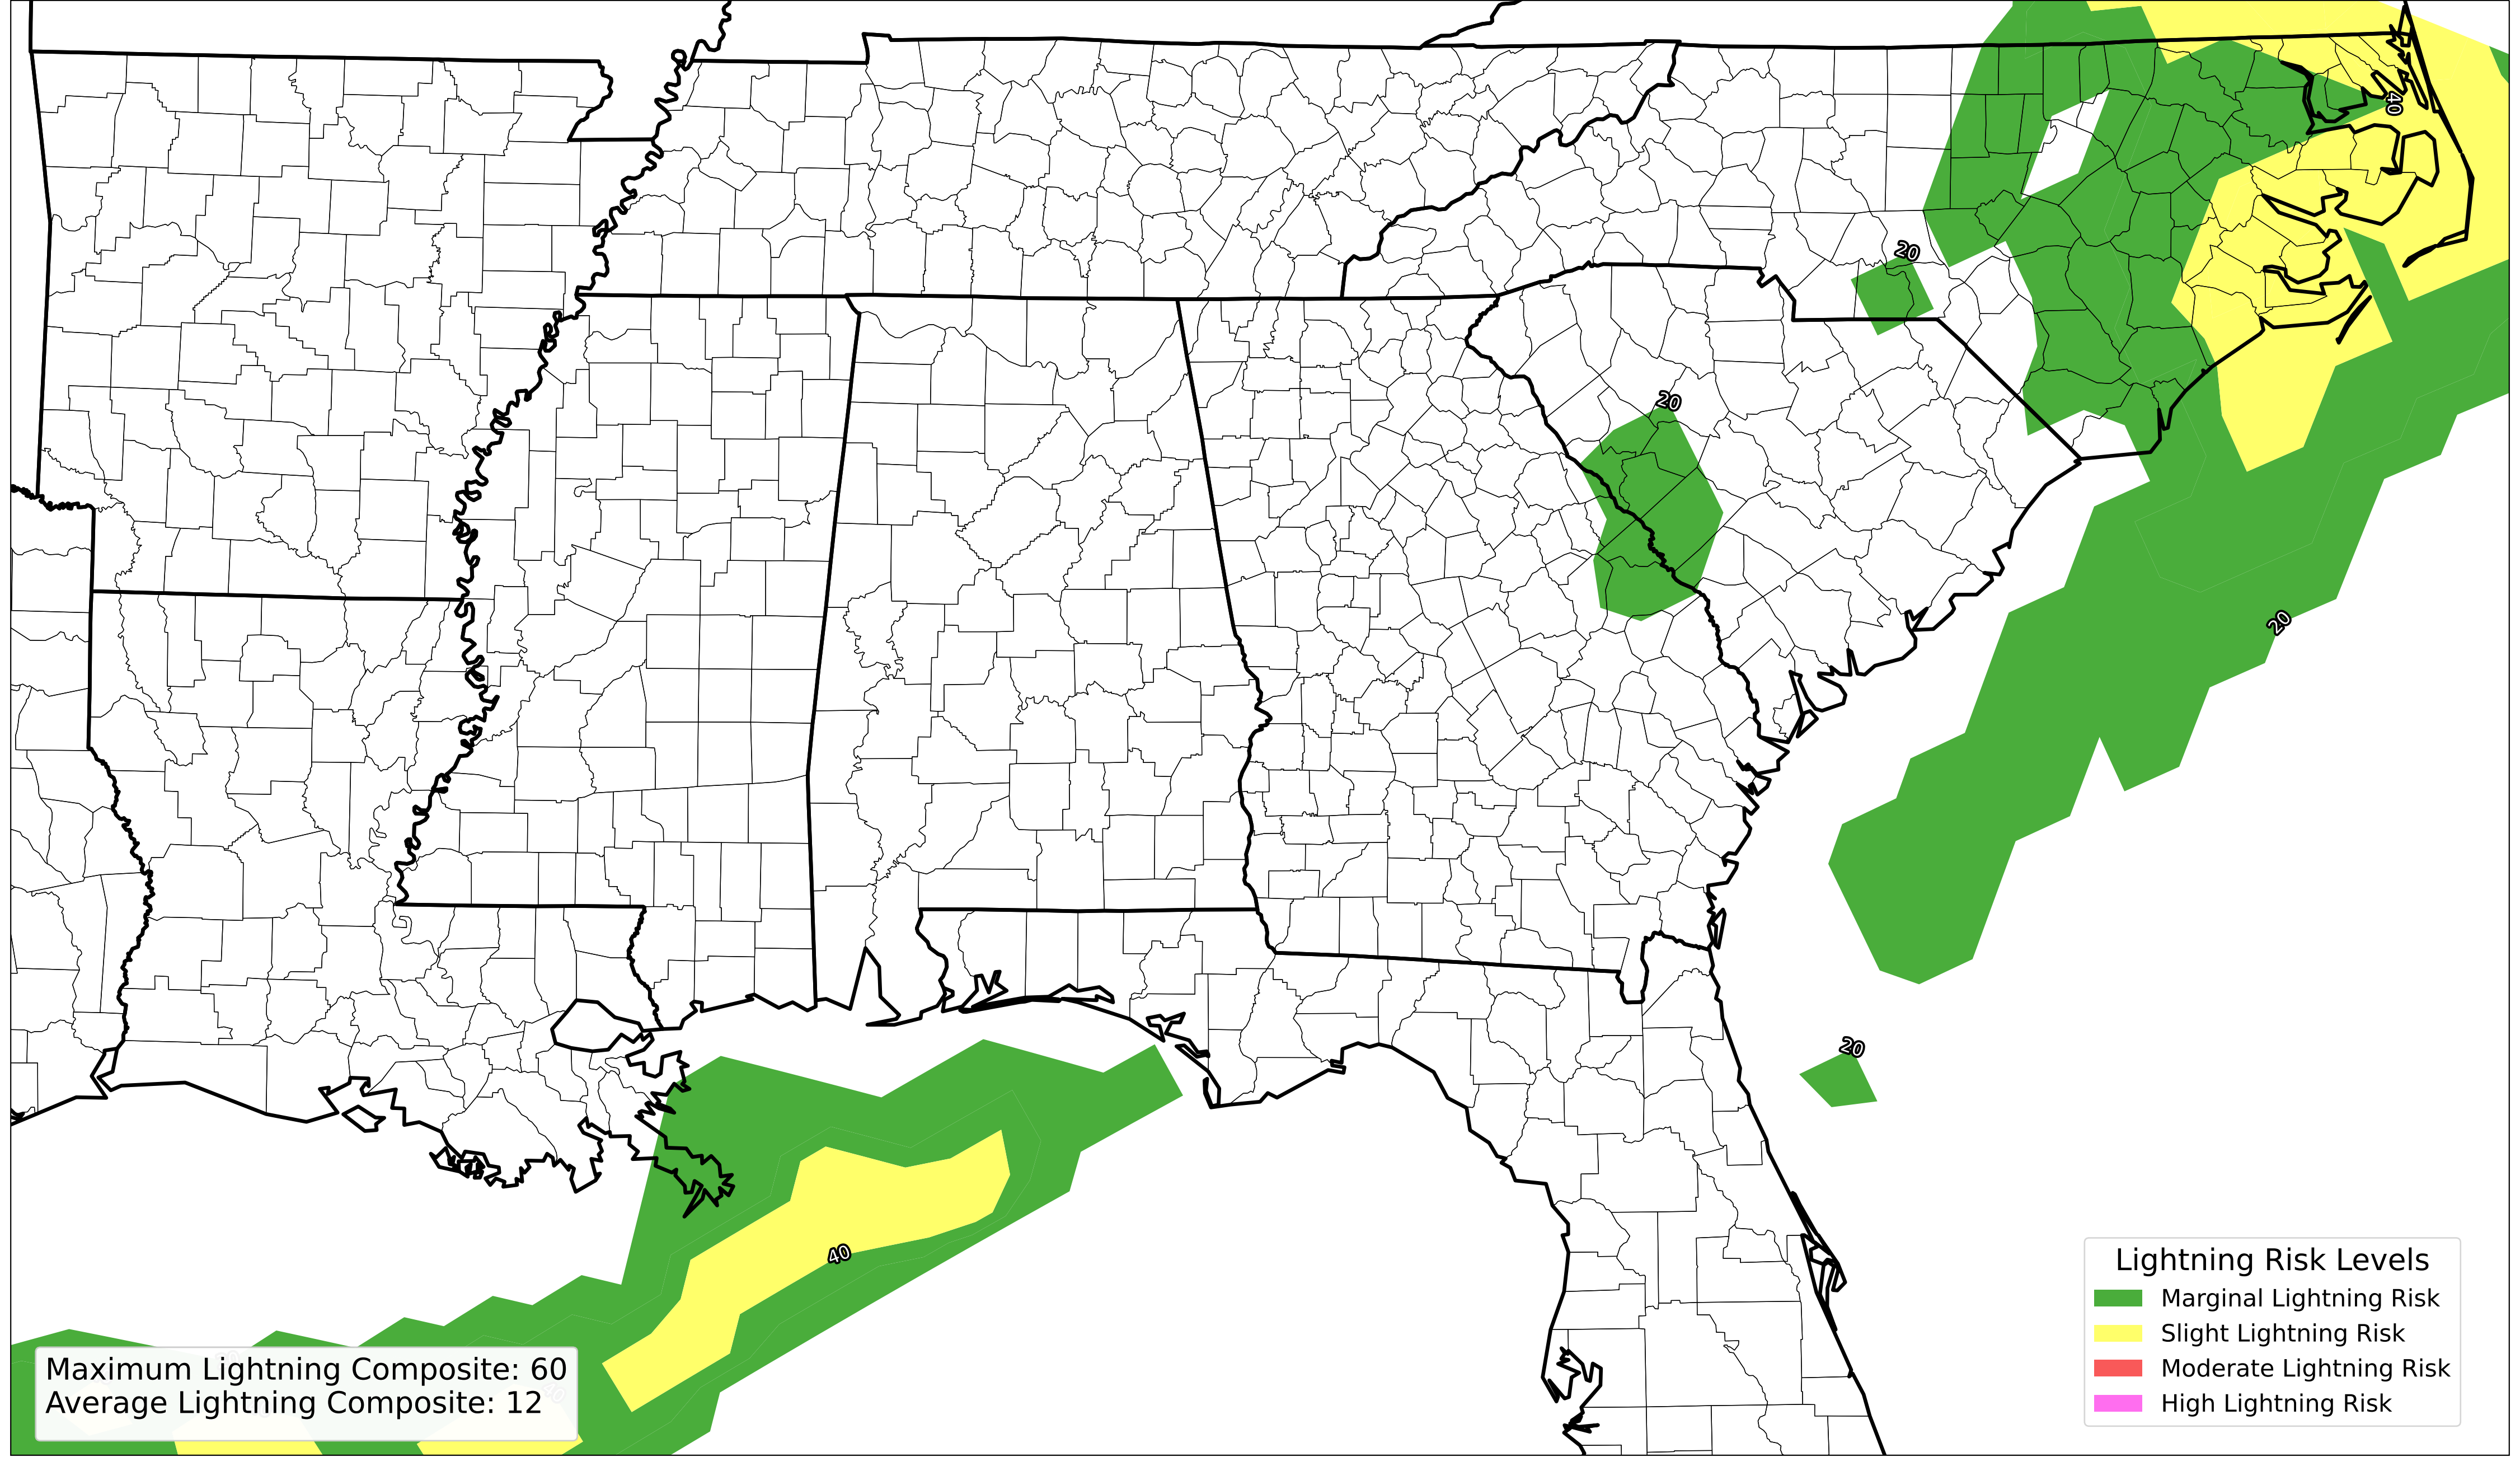 40
20
20
20
20
40
Lightning Risk Levels
Marginal Lightning Risk
Slight Lightning Risk
Moderate Lightning Risk
High Lightning Risk
Maximum Lightning Composite: 60
Average Lightning Composite: 12